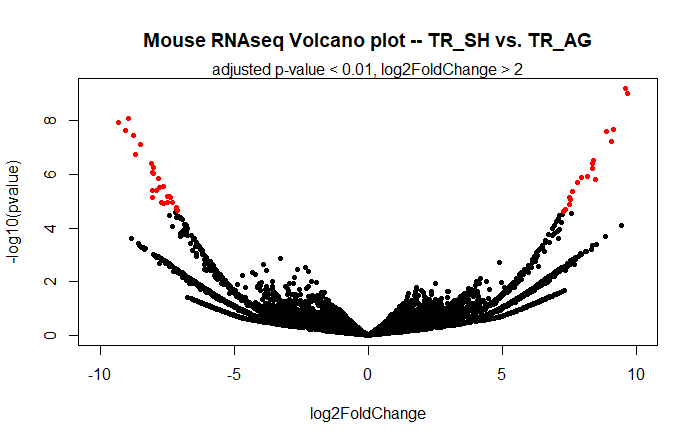 Mouse RNAseq Volcano plot -- TR_SH vs. TR_AG
adjusted p-value < 0.01, log2FoldChange > 2
-log10(pvalue)
8
6
4
2
0
-10 -5 0 5 10
log2FoldChange